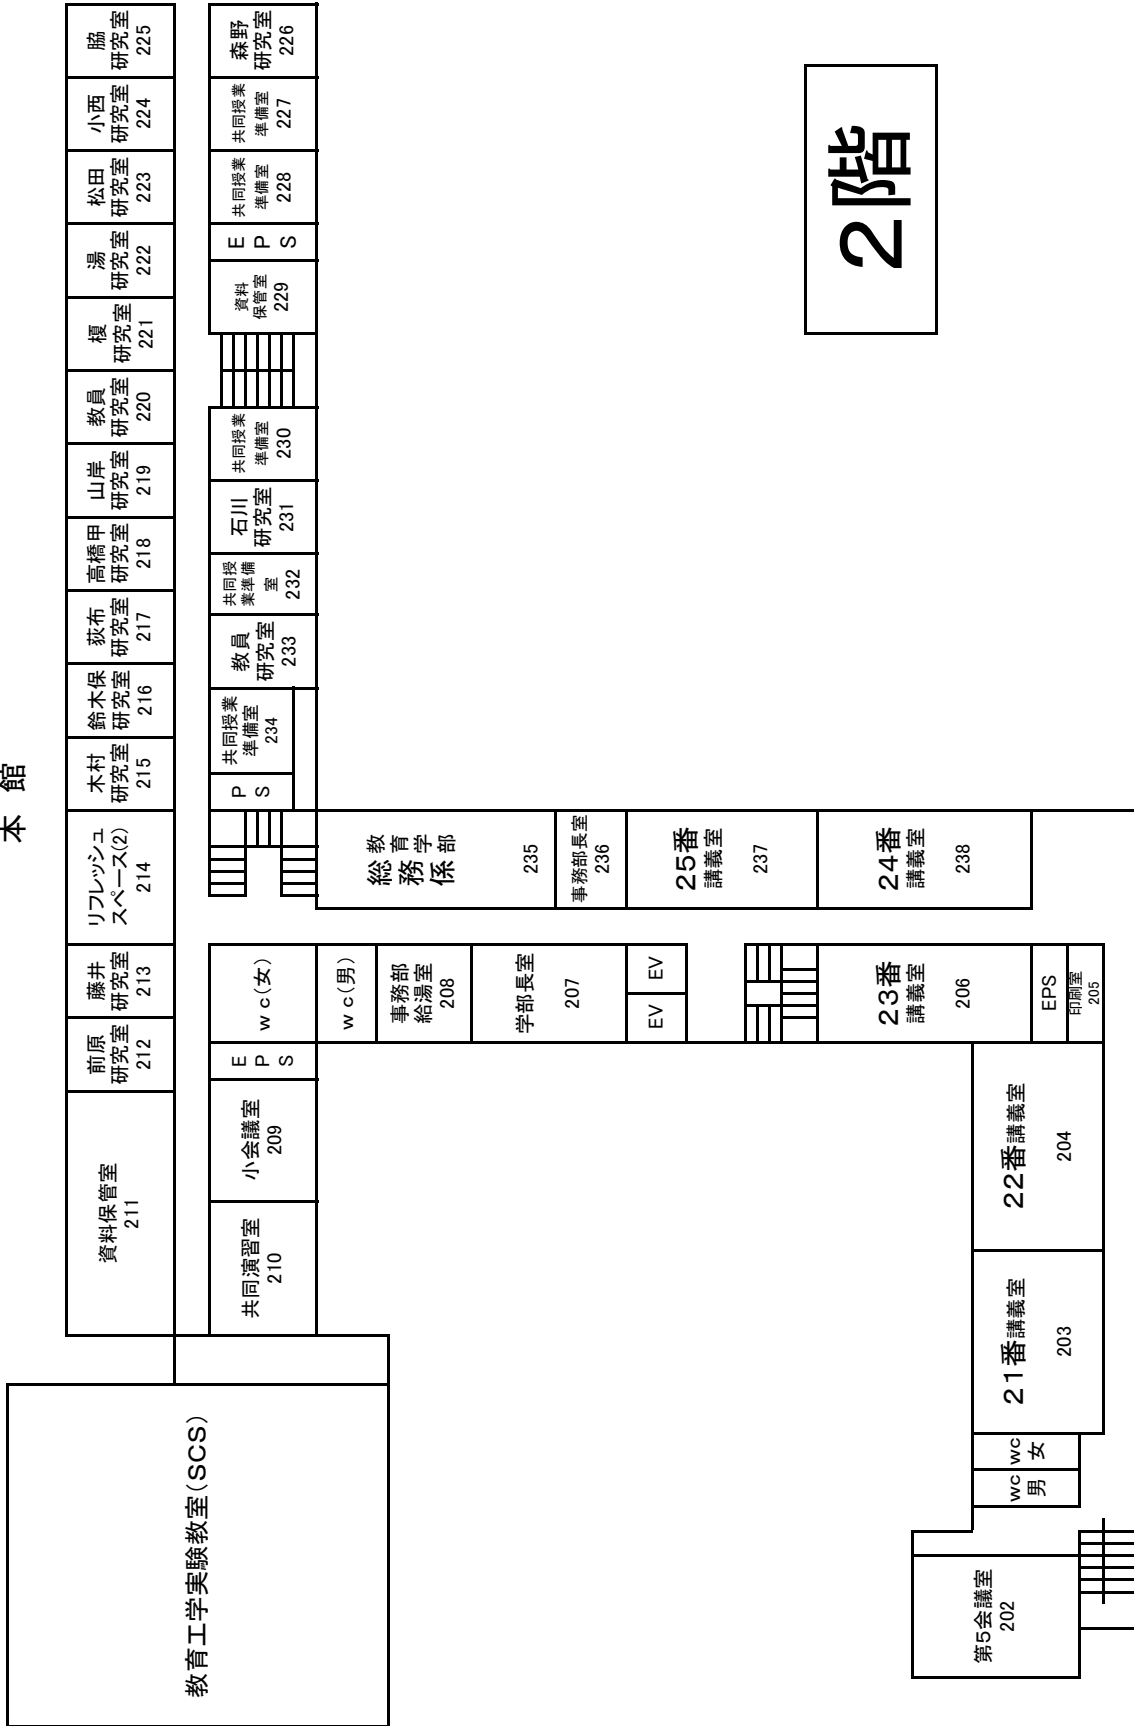 本 館
2階
脇
研究室
225
小西
研究室
224
松田
研究室
223
湯
研究室
222
榎
研究室
221
教員
研究室
220
山岸
研究室
219
高橋甲
研究室
218
荻布
研究室
217
鈴木保
研究室
216
木村
研究室
215
リフレッシュ
スペース(2)
214
藤井
研究室
213
前原
研究室
212
資料保管室
211
森野
研究室
226
共同授業
準備室
227
共同授業
準備室
228
EPS
資料
保管室
229
共同授業
準備室
230
石川
研究室
231
共同授
業準備
室
232
教員
研究室
233
共同授業
準備室
234
PS
教育学部
総務係
235
事務部長室
236
25番
講義室
237
24番
講義室
238
wc(女)
wc(男)
事務部
給湯室
208
学部長室
207
EV
EV
23番
講義室
206
EPS
印刷室
205
EPS
小会議室
209
共同演習室
210
22番講義室
204
21番講義室
203
wc
女
wc
男
第5会議室
202
教育工学実験教室(SCS)